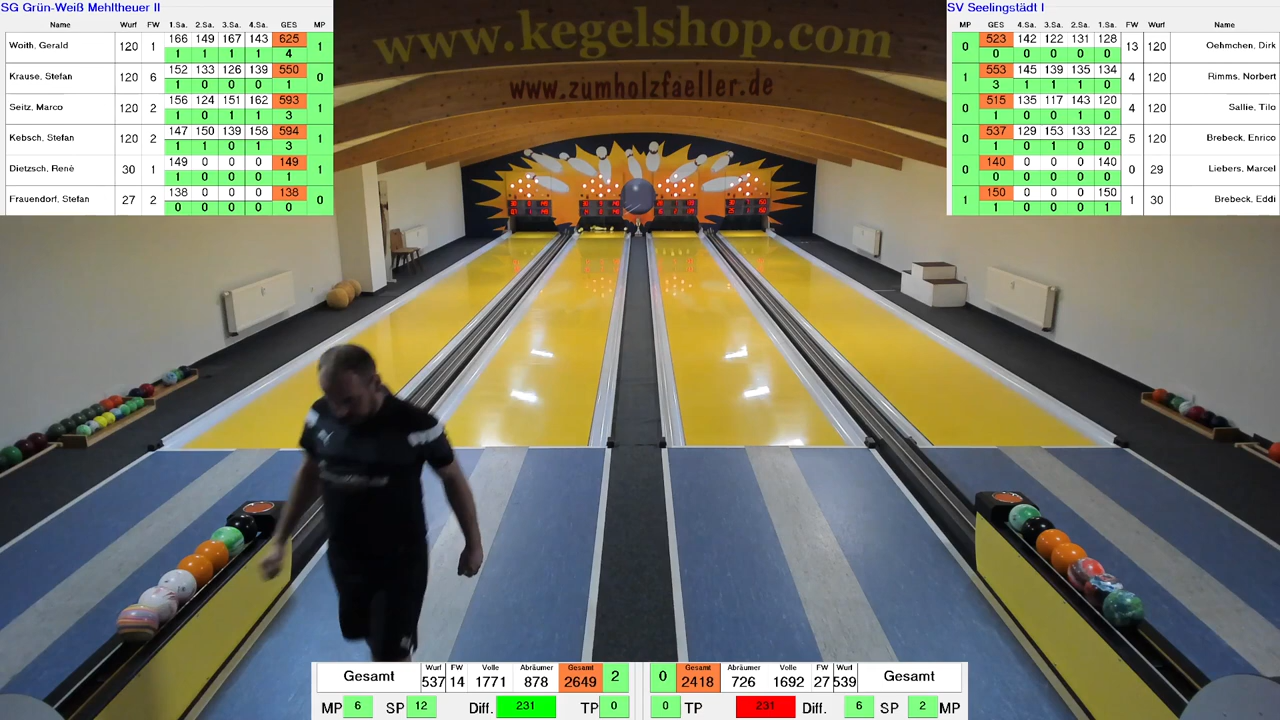 SG Grün-Weiß Mehltheuer II
Name Wurf FW 1.Sa. 2.Sa. 3.Sa. 4.Sa. GES MP
Woith, Gerald 120 1 166 149 167 143 625 1
1 1 1 1 4
Krause, Stefan 120 6 152 133 126 139 550 0
1 0 0 0 1
Seitz, Marco 120 2 156 124 151 162 593 1
1 0 1 1 3
Kebsch, Stefan 120 2 147 150 139 158 594 1
1 1 0 1 3
Dietzsch, René 30 1 149 0 0 0 149 1
1 0 0 0 1
Frauendorf, Stefan 27 2 138 0 0 0 138 0
0 0 0 0 0
www.kegelshop.com
www.zumholzfaeller.de
SV Seelingstädt I
MP GES 4.Sa. 3.Sa. 2.Sa. 1.Sa. FW Wurf Name
0 523 142 122 131 128 13 120 Oehmchen, Dirk
0 0 0 0 0
1 553 145 139 135 134 4 120 Rimms, Norbert
3 1 1 1 0
0 515 135 117 143 120 4 120 Sallie, Tilo
1 0 0 1 0
0 537 129 153 133 122 5 120 Brebeck, Enrico
1 0 1 0 0
0 140 0 0 0 140 0 29 Liebers, Marcel
0 0 0 0 0
1 150 0 0 0 150 1 30 Brebeck, Eddi
1 0 0 0 1
Gesamt Wurf 537 FW 14 Volle 1771 Abräumer 878 Gesamt 2649 2
MP 6 SP 12 Diff. 231 TP 0
0 Gesamt 2418 Abräumer 726 Volle 1692 FW 27 Wurf 539 Gesamt
0 TP 231 Diff. 6 SP 2 MP